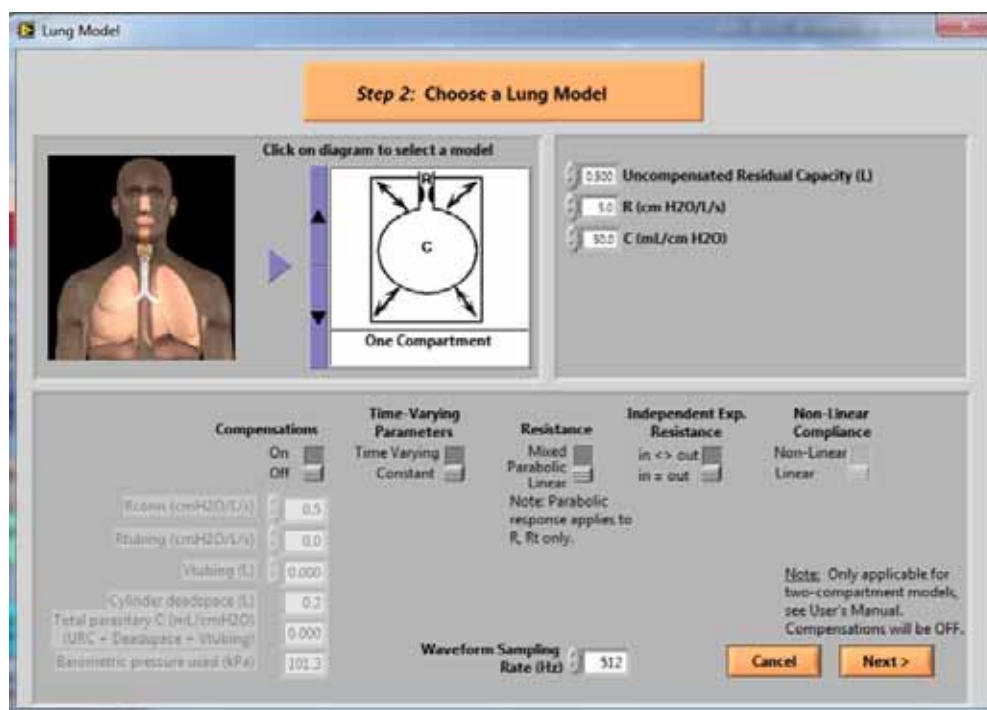 Lung Model
Step 2: Choose a Lung Model
Click on diagram to select a model
R
C
One Compartment
0.500 Uncompensated Residual Capacity (L)
5.0 R (cm H2O/L/s)
50.0 C (mL/cm H2O)
Compensations
On
Off
Rconn (cmH2O/L/s) 0.5
Rtubing (cmH2O/L/s) 0.0
Vtubing (L) 0.000
Cylinder deadspace (L) 0.2
Total parasitary C (mL/cmH2O)
(URC + Deadspace + Vtubing) 0.000
Barometric pressure used (kPa) 101.3
Time-Varying
Parameters
Time Varying
Constant
Resistance
Mixed
Parabolic
Linear
Note: Parabolic
response applies to
R, Rt only.
Independent Exp.
Resistance
in <> out
in = out
Non-Linear
Compliance
Non-Linear
Linear
Note: Only applicable for
two-compartment models,
see User's Manual.
Compensations will be OFF.
Waveform Sampling
Rate (Hz) 512
Cancel
Next >